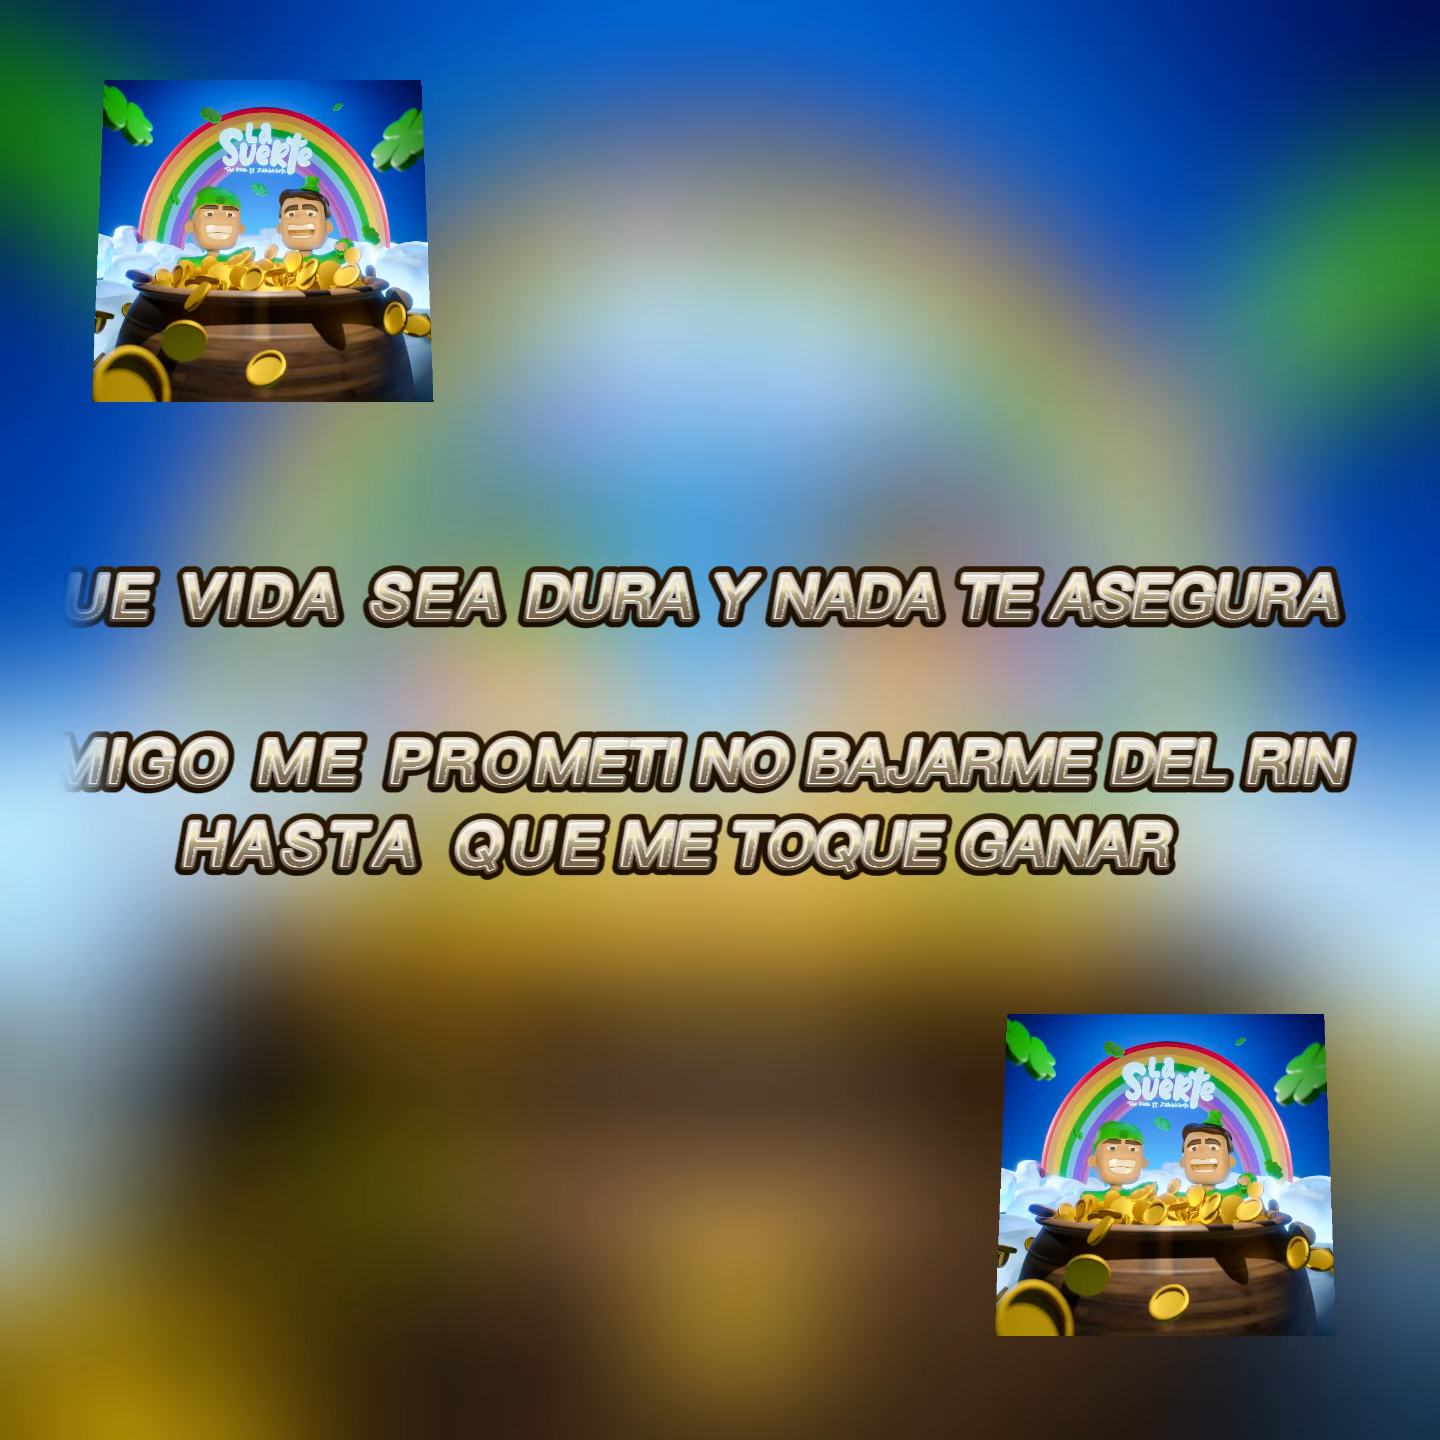 La
Suerte
UE VIDA SEA DURA Y NADA TE ASEGURA
MIGO ME PROMETI NO BAJARME DEL RIN
HASTA QUE ME TOQUE GANAR
La
Suerte